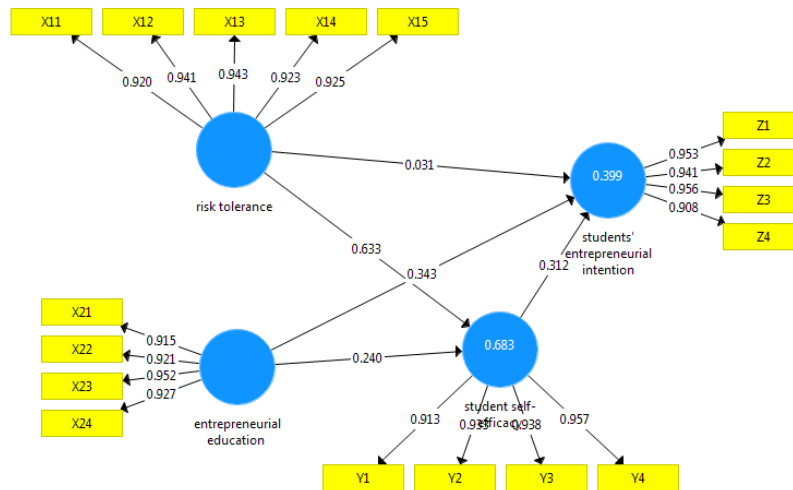 X11
X12
X13
X14
X15
0.920
0.941
0.943
0.923
0.925
risk tolerance
0.031
0.633
0.343
0.399
students'
entrepreneurial
intention
0.953
0.941
0.956
0.908
Z1
Z2
Z3
Z4
0.312
X21
X22
X23
X24
0.915
0.921
0.952
0.927
entrepreneurial
education
0.240
0.683
student self-
efficacy
0.913
0.938
0.957
Y1
Y2
Y3
Y4